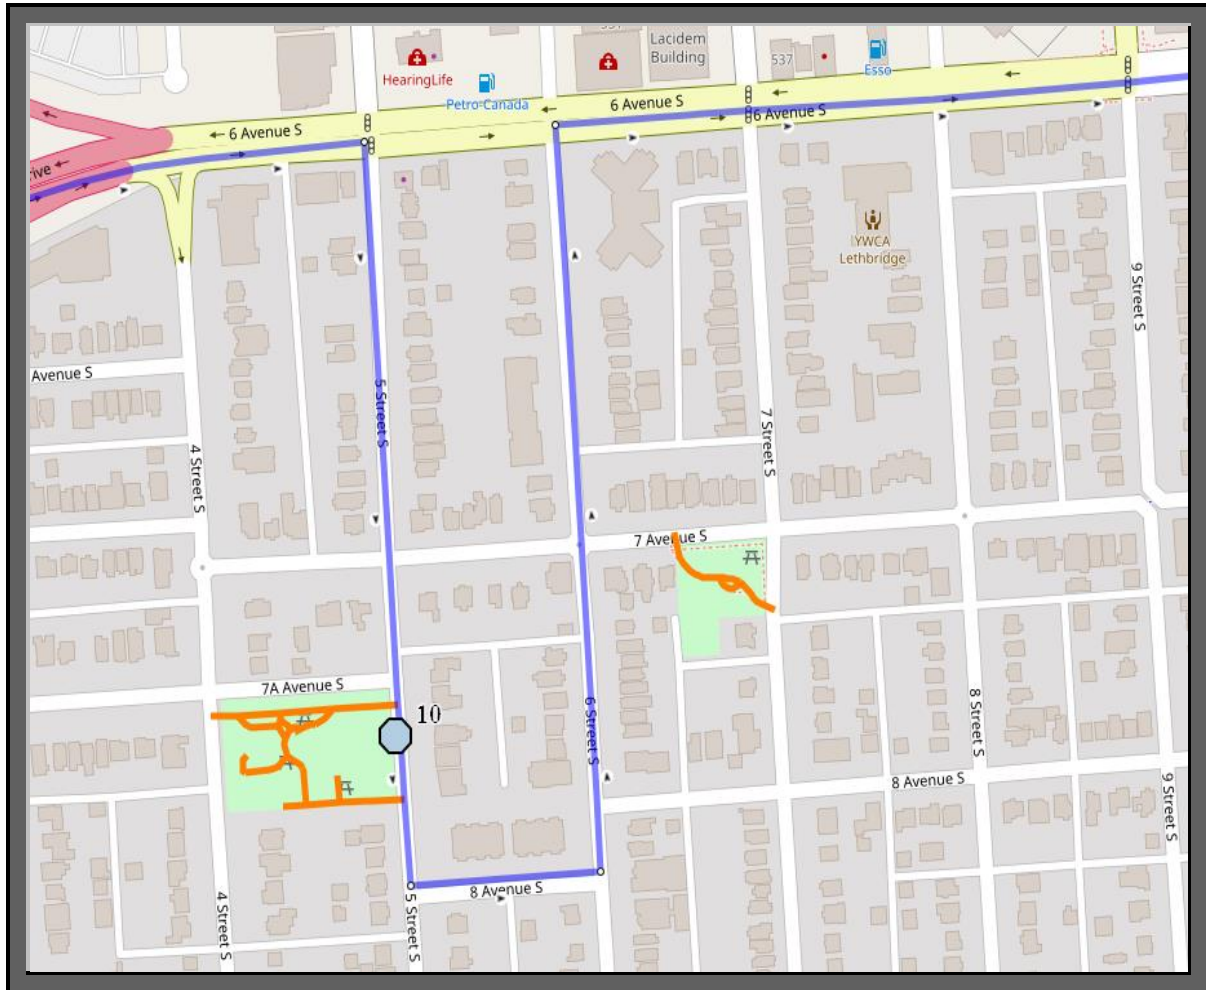 Lacidem
Building
537
HearingLife
Petro-Canada
Esso
6 Avenue S
6 Avenue S
6 Avenue S
YWCA
Lethbridge
9 Street S
Avenue S
5 Street S
7 Street S
4 Street S
7 Avenue S
7A Avenue S
10
6 Street S
8 Street S
8 Avenue S
9 Street S
8 Avenue S
4 Street S
5 Street S